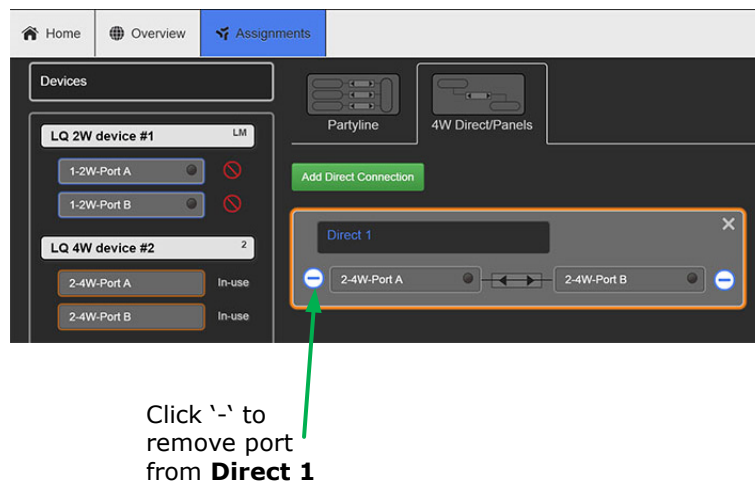 Home Overview Assignments
Devices
LQ 2W device #1 LM
1-2W-Port A
1-2W-Port B
LQ 4W device #2 2
2-4W-Port A In-use
2-4W-Port B In-use
Partyline 4W Direct/Panels
Add Direct Connection
Direct 1
2-4W-Port A 2-4W-Port B
Click ‘-‘ to
remove port
from Direct 1